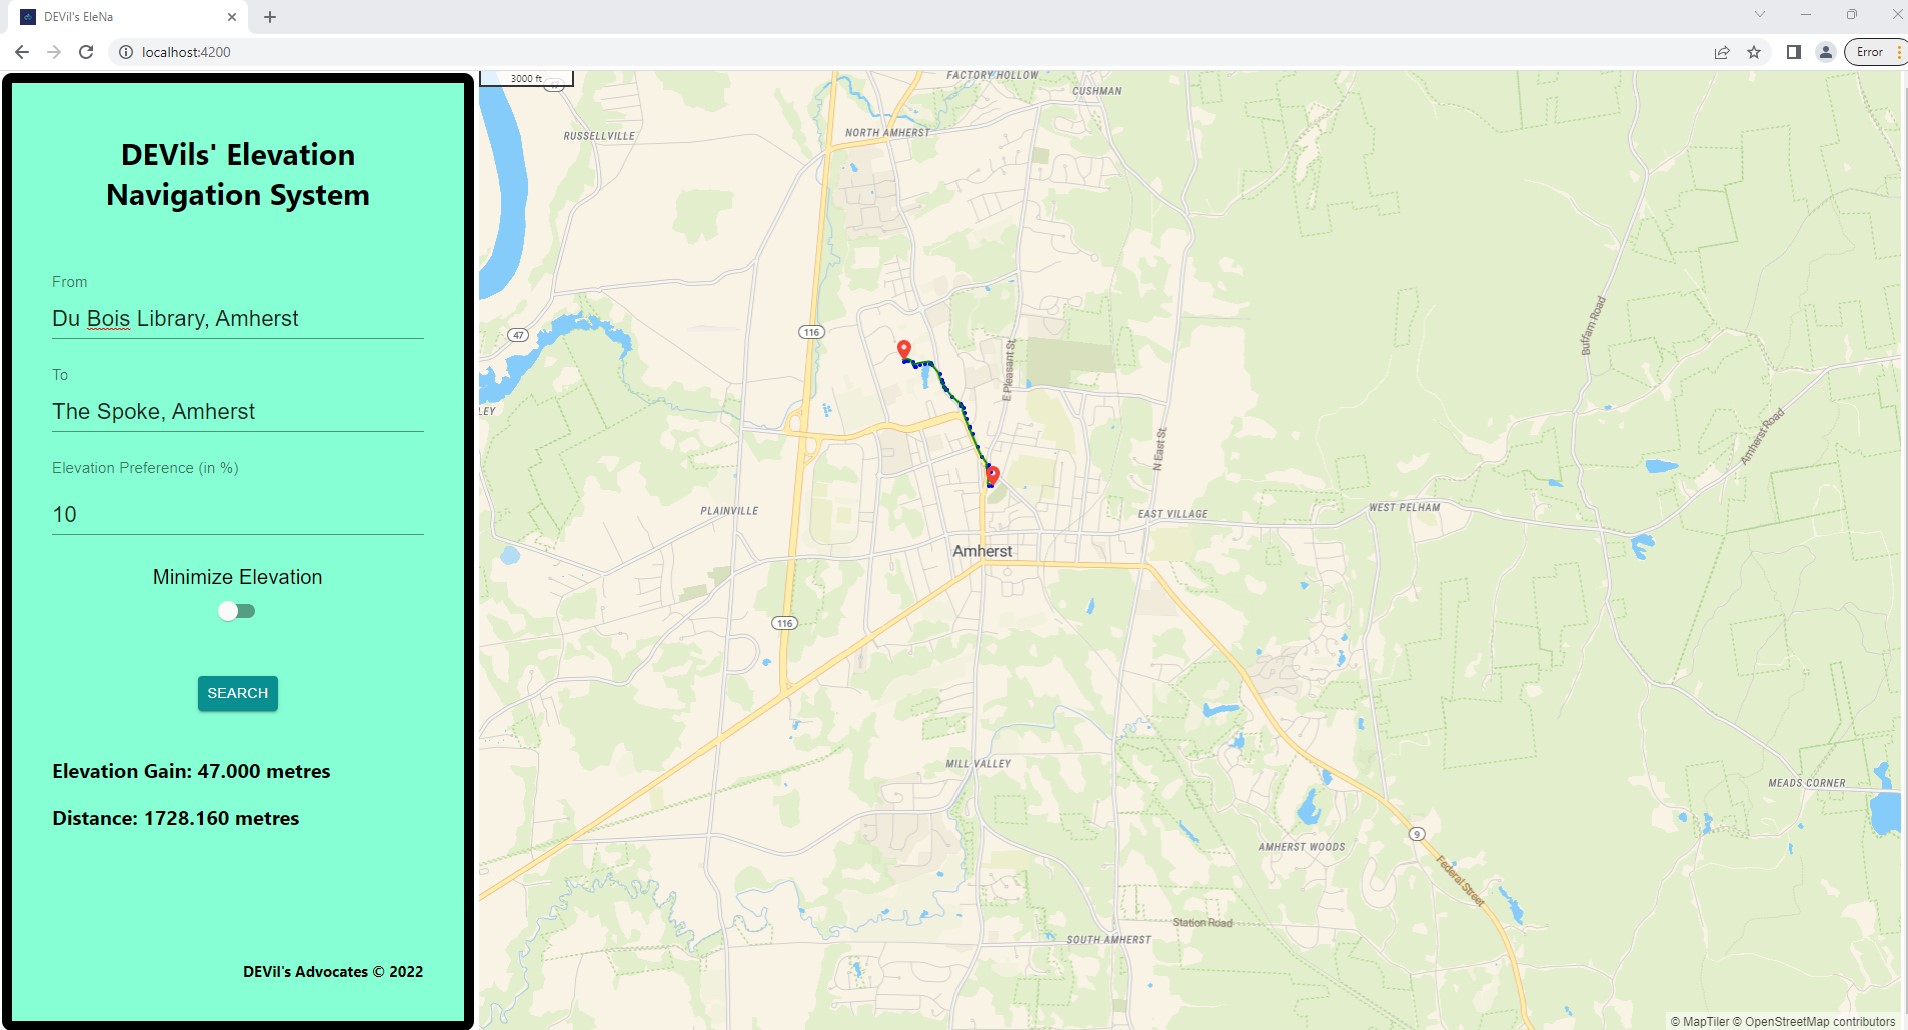 DEVil's EleNa
localhost:4200
Error
DEVils' Elevation
Navigation System
From
Du Bois Library, Amherst
To
The Spoke, Amherst
Elevation Preference (in %)
10
Minimize Elevation
SEARCH
Elevation Gain: 47.000 metres
Distance: 1728.160 metres
DEVil's Advocates © 2022
3000 ft
FACTORY HOLLOW
CUSHMAN
RUSSELLVILLE
NORTH AMHERST
47
116
Buffam Road
E Pleasant St
LEY
N East St
Amherst Road
PLAINVILLE
EAST VILLAGE
WEST PELHAM
Amherst
116
MILL VALLEY
MEADS CORNER
9
AMHERST WOODS
Federal Street
Station Road
SOUTH AMHERST
© MapTiler © OpenStreetMap contributors